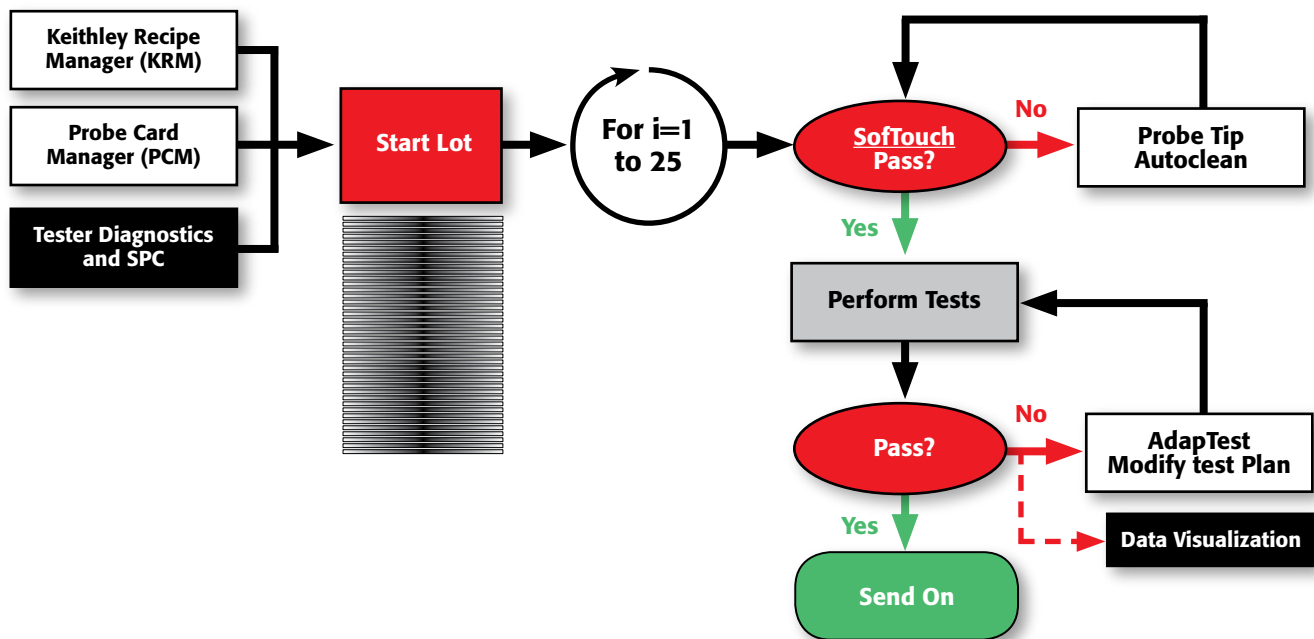 Keithley Recipe
Manager (KRM)
Probe Card
Manager (PCM)
Tester Diagnostics
and SPC
Start Lot
For i=1
to 25
SofTouch
Pass?
No
Probe Tip
Autoclean
Yes
Perform Tests
Pass?
No
AdapTest
Modify test Plan
Yes
Data Visualization
Send On